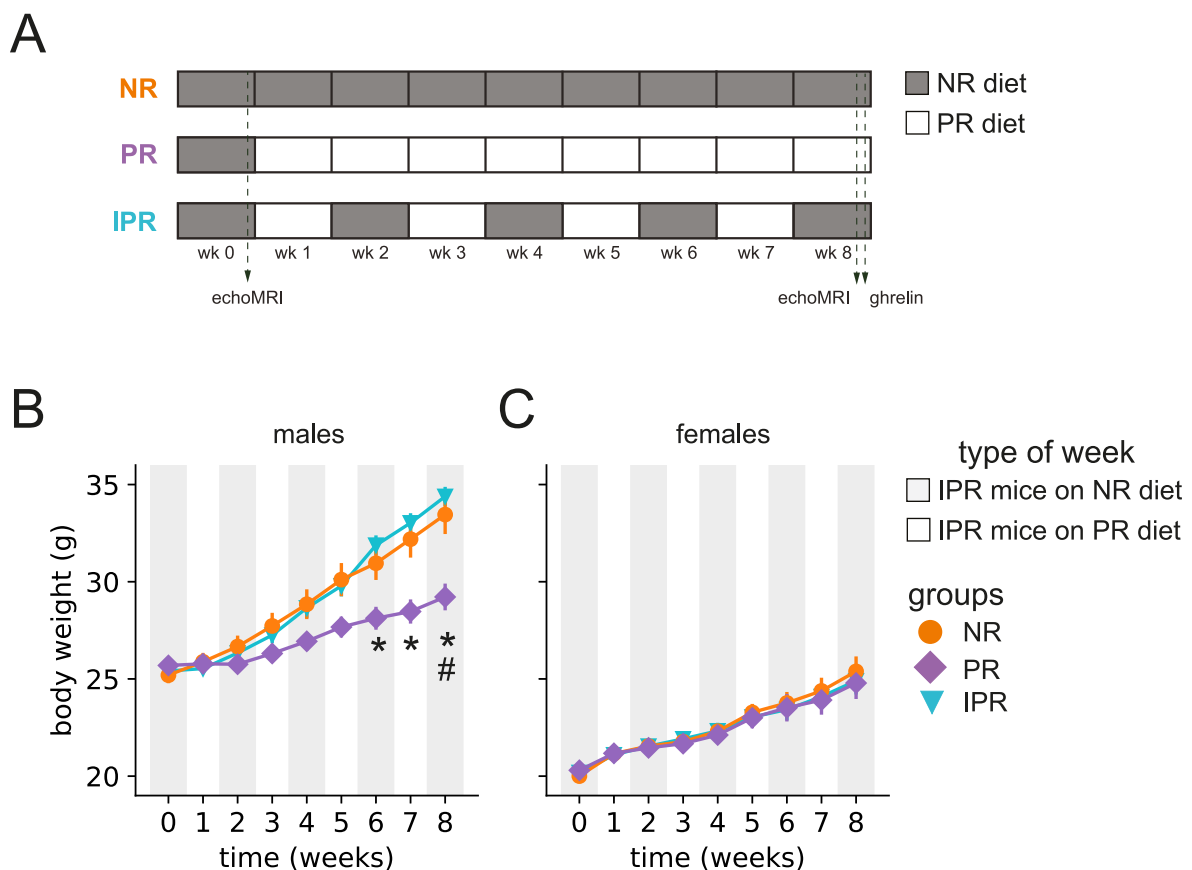 A
NR
PR
IPR
NR diet
PR diet
wk 0 wk 1 wk 2 wk 3 wk 4 wk 5 wk 6 wk 7 wk 8
echoMRI echoMRI ghrelin
B
males
35
30
25
20
body weight (g)
* * *
#
0 1 2 3 4 5 6 7 8
time (weeks)
C
females
0 1 2 3 4 5 6 7 8
time (weeks)
type of week
IPR mice on NR diet
IPR mice on PR diet
groups
NR
PR
IPR